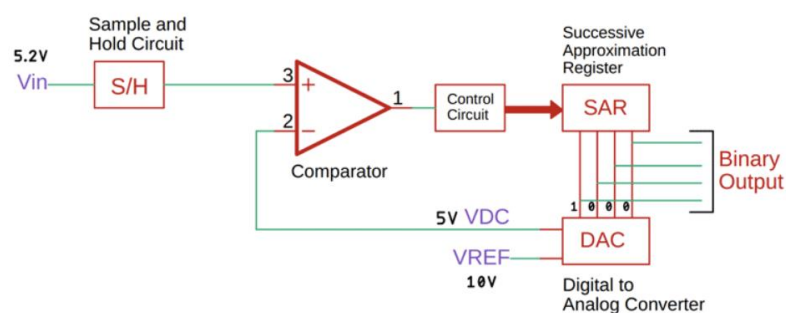 Sample and
Hold Circuit
5.2V
Vin
S/H
3
+
2
−
1
Comparator
Control
Circuit
Successive
Approximation
Register
SAR
Binary
Output
1 0 0 0
5V VDC
DAC
VREF
10V
Digital to
Analog Converter